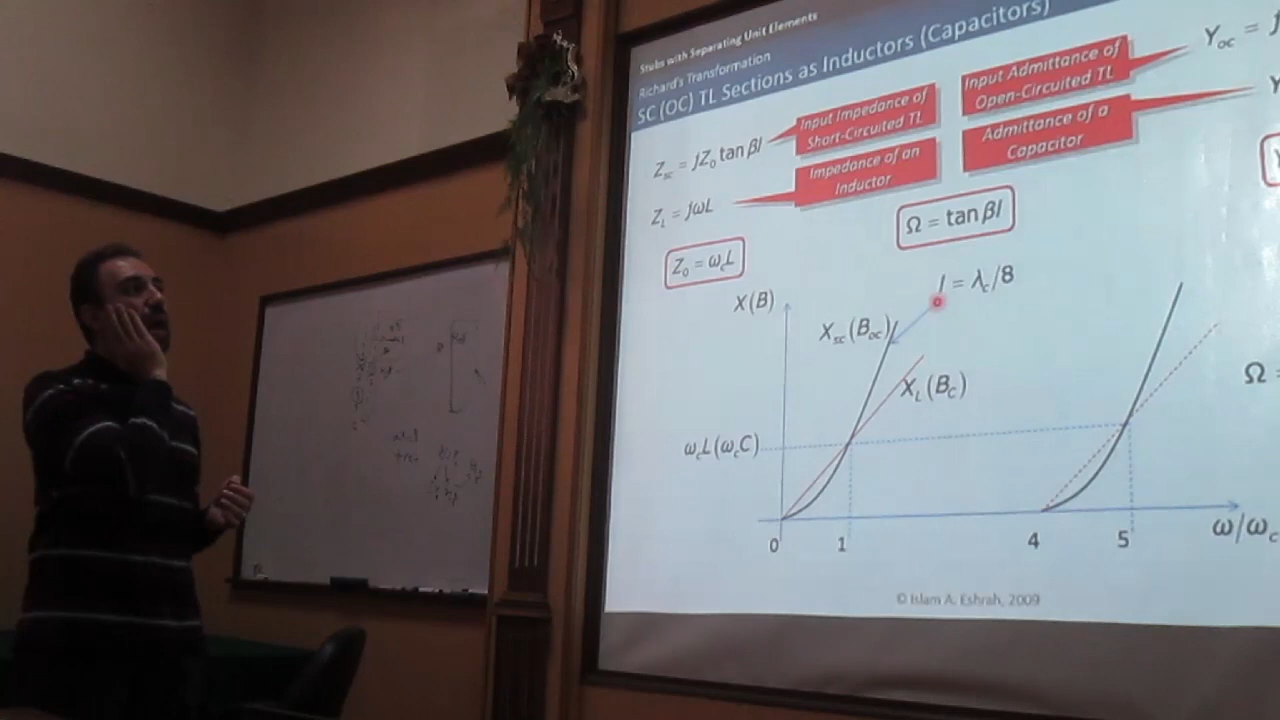 Stubs with Separating Unit Elements
Richard's Transformation
SC (OC) TL Sections as Inductors (Capacitors)
Z_sc = jZ_0 tan βl
Input Impedance of
Short-Circuited TL
Input Admittance of
Open-Circuited TL
Y_oc = j
Z_L = jωL
Impedance of an
Inductor
Admittance of a
Capacitor
Y
Z_0 = ω_cL
Ω = tan βl
X(B)
l = λ_c/8
X_sc(B_oc)
X_L(B_C)
Ω =
ω_cL(ω_cC)
0
1
4
5
ω/ω_c
© Islam A. Eshrah, 2009